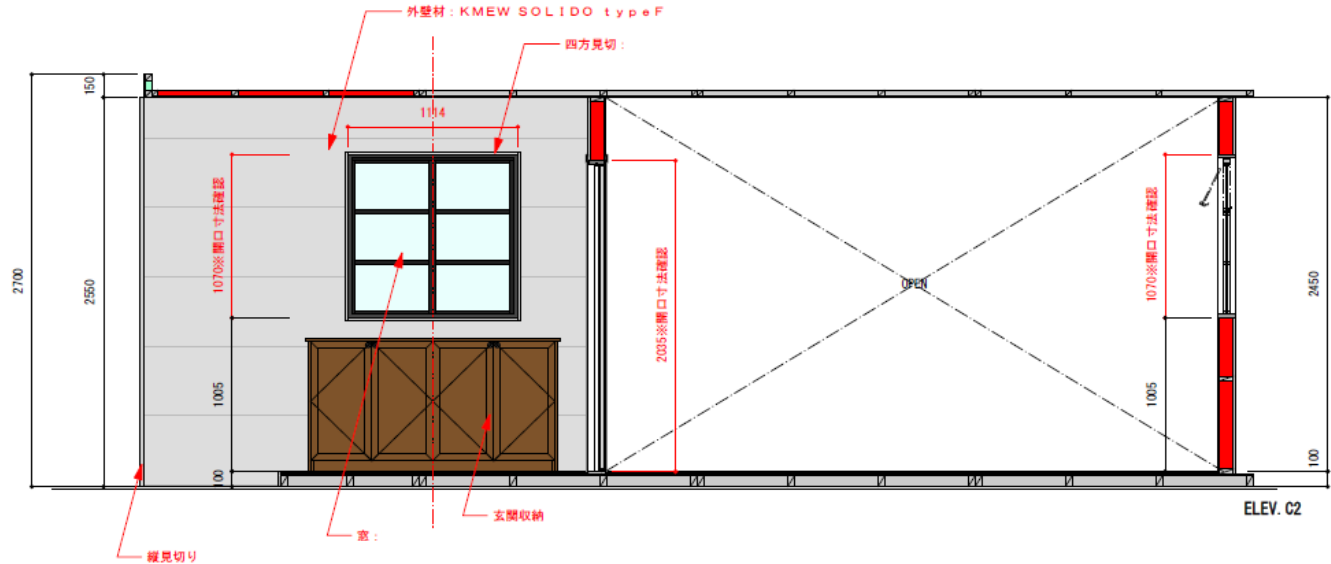 外壁材：KMEW SOLIDO typeF
四方見切：
150
1114
1070※開口寸法確認
2700
2550
2035※開口寸法確認
OPEN
1070※開口寸法確認
2450
1005
1005
100
100
ELEV. C2
玄関収納
窓：
縦見切り